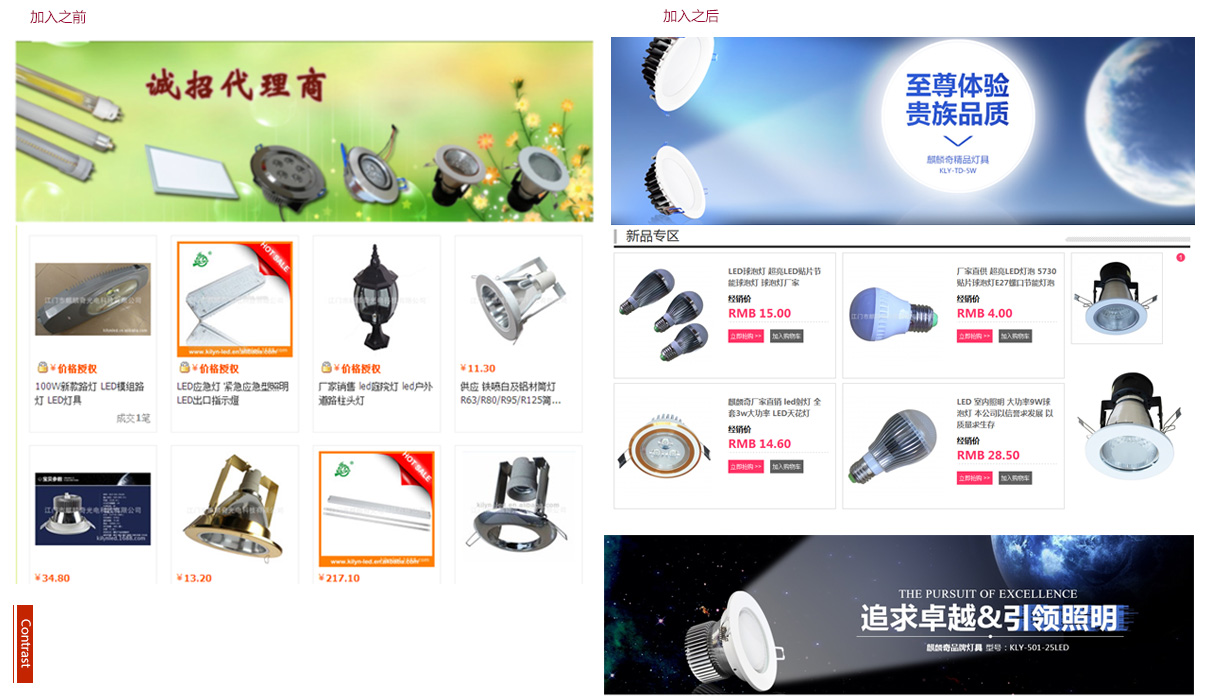 加入之前
加入之后
诚招代理商
至尊体验
贵族品质
麒麟奇精品灯具
KLY-TD-5W
新品专区
HOT SALE
www.kilyn-led.en.alibaba.com
¥价格授权
100W新款路灯 LED模组路
灯 LED灯具
成交1笔
¥价格授权
LED应急灯 紧急应急型照明
LED出口指示灯
¥价格授权
厂家销售 led庭院灯 led户外
道路柱头灯
¥11.30
供应 铁喷白及铝材筒灯
R63/R80/R95/R125筒...
LED球泡灯 超亮LED贴片节
能球泡灯 球泡灯厂家
经销价
RMB 15.00
立即抢购 >>
加入购物车
厂家直供 超亮LED灯泡 5730
贴片球泡灯E27螺口节能灯泡
经销价
RMB 4.00
立即抢购 >>
加入购物车
1
麒麟奇厂家直销 led射灯 全
套3w大功率 LED天花灯
经销价
RMB 14.60
立即抢购 >>
加入购物车
LED 室内照明 大功率9W球
泡灯 本公司以信誉求发展 以
质量求生存
经销价
RMB 28.50
立即抢购 >>
加入购物车
HOT SALE
¥34.80
¥13.20
¥217.10
Contrast
THE PURSUIT OF EXCELLENCE
追求卓越&引领照明
麒麟奇品牌灯具 型号：KLY-501-25LED